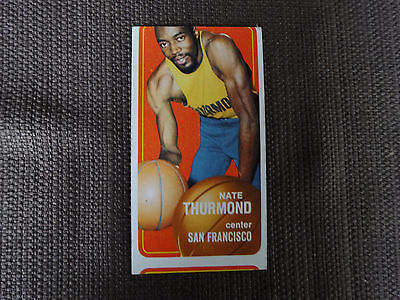 NATE
THURMOND
center
SAN FRANCISCO